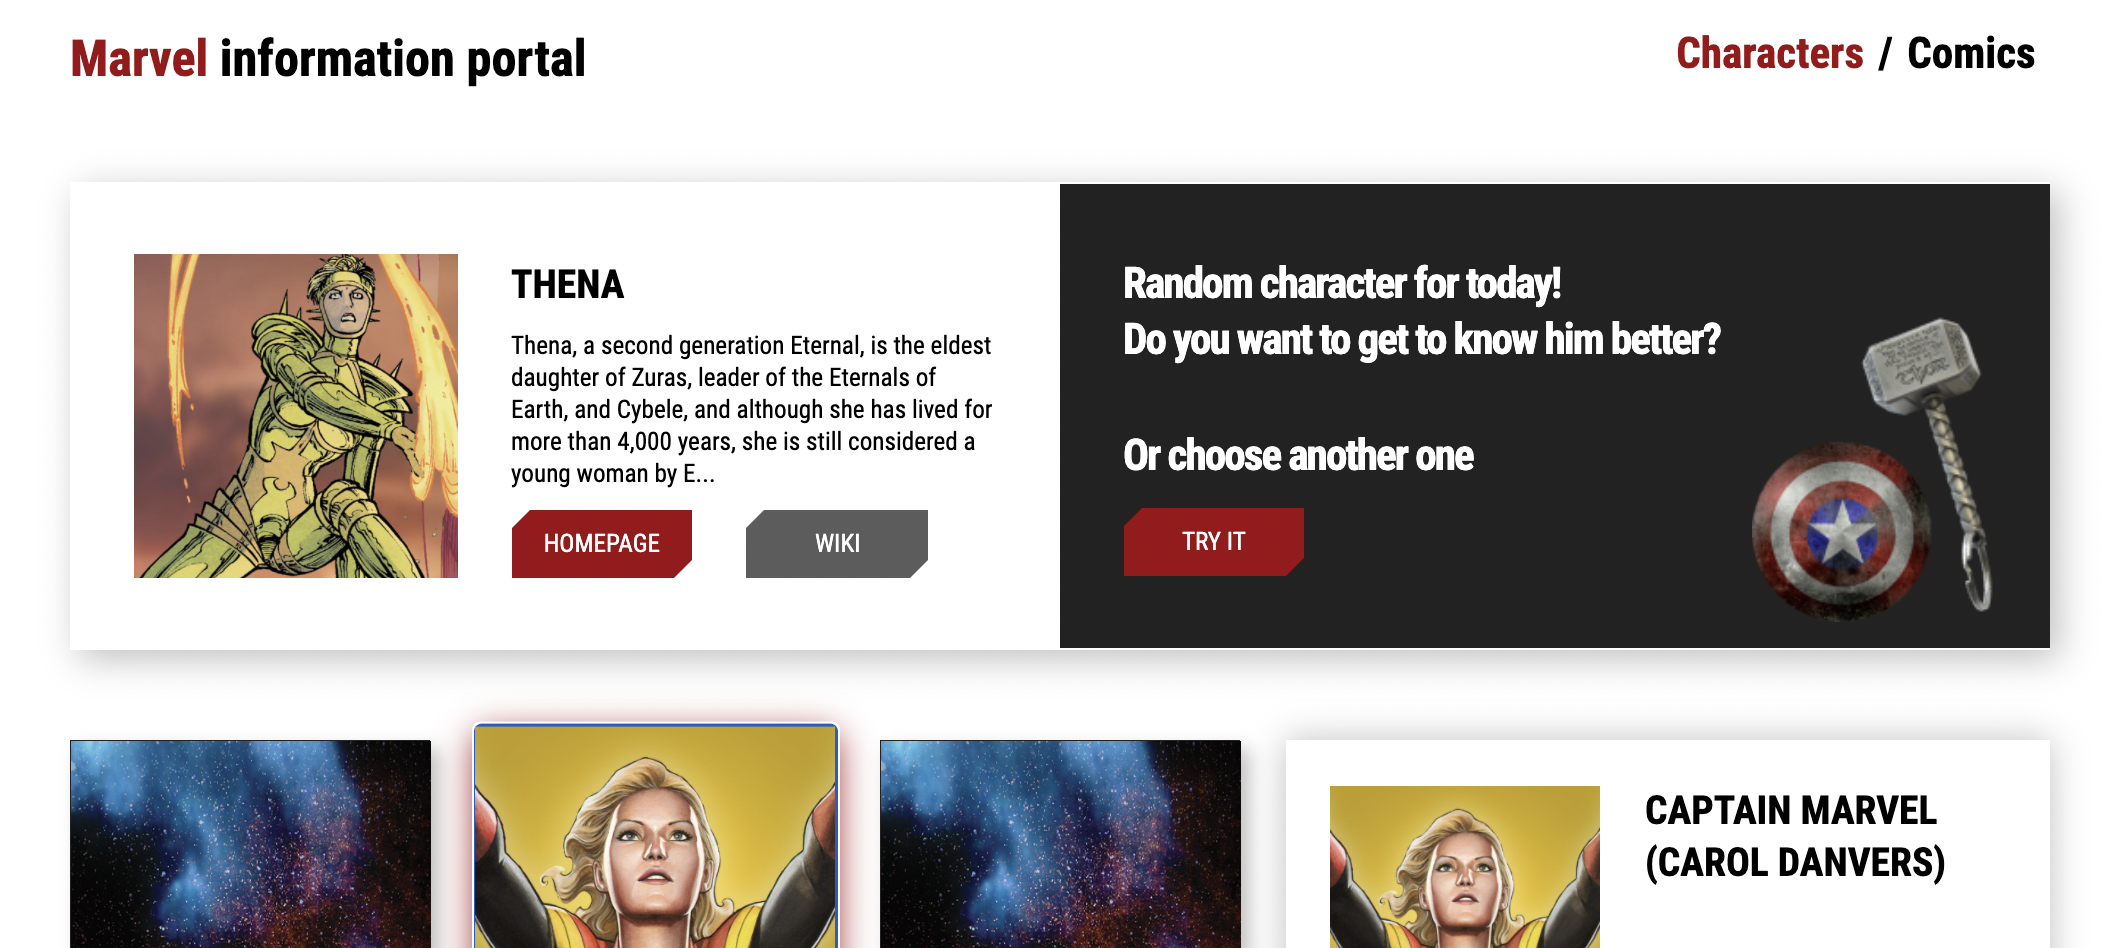 Marvel information portal
Characters / Comics
THENA
Thena, a second generation Eternal, is the eldest
daughter of Zuras, leader of the Eternals of
Earth, and Cybele, and although she has lived for
more than 4,000 years, she is still considered a
young woman by E...
HOMEPAGE
WIKI
Random character for today!
Do you want to get to know him better?
Or choose another one
TRY IT
CAPTAIN MARVEL
(CAROL DANVERS)